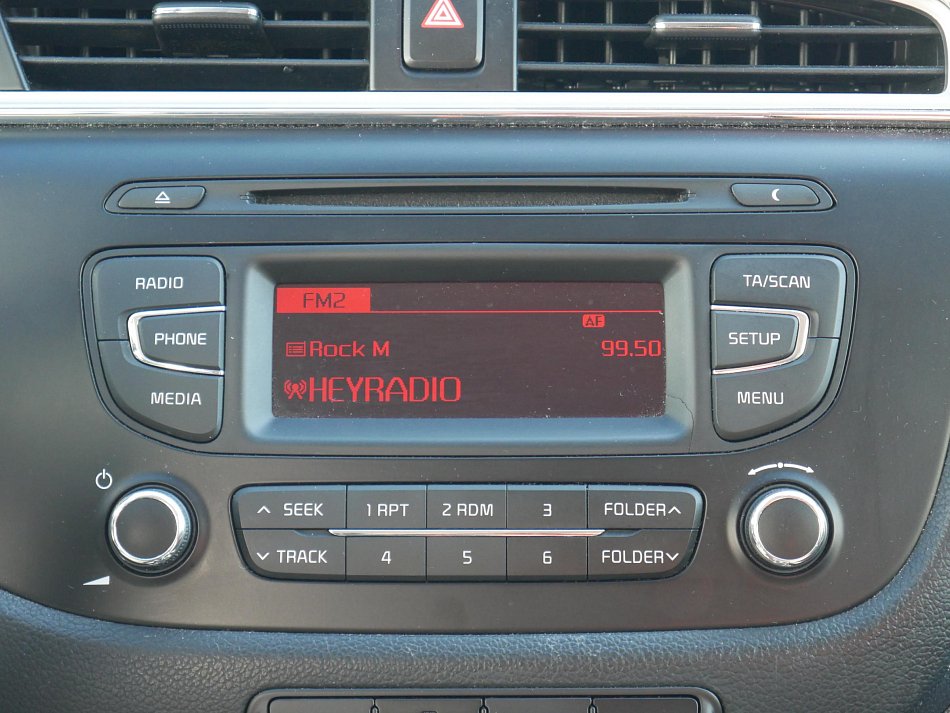 RADIO
PHONE
MEDIA
FM2
AF
Rock M 99.50
HEYRADIO
TA/SCAN
SETUP
MENU
SEEK 1 RPT 2 RDM 3 FOLDER
TRACK 4 5 6 FOLDER